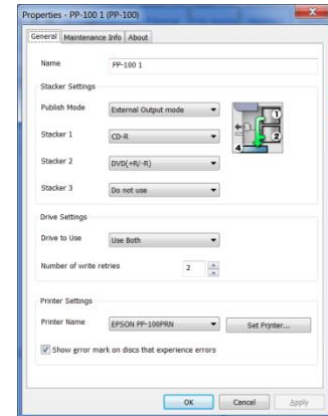 Properties - PP-100 1 (PP-100)
General Maintenance Info About
Name PP-100 1
Stacker Settings
Publish Mode External Output mode
1
Stacker 1 CD-R
2
4
Stacker 2 DVD(+R/-R)
Stacker 3 Do not use
Drive Settings
Drive to Use Use Both
Number of write retries 2
Printer Settings
Printer Name EPSON PP-100PRN Set Printer...
Show error mark on discs that experience errors
OK Cancel Apply